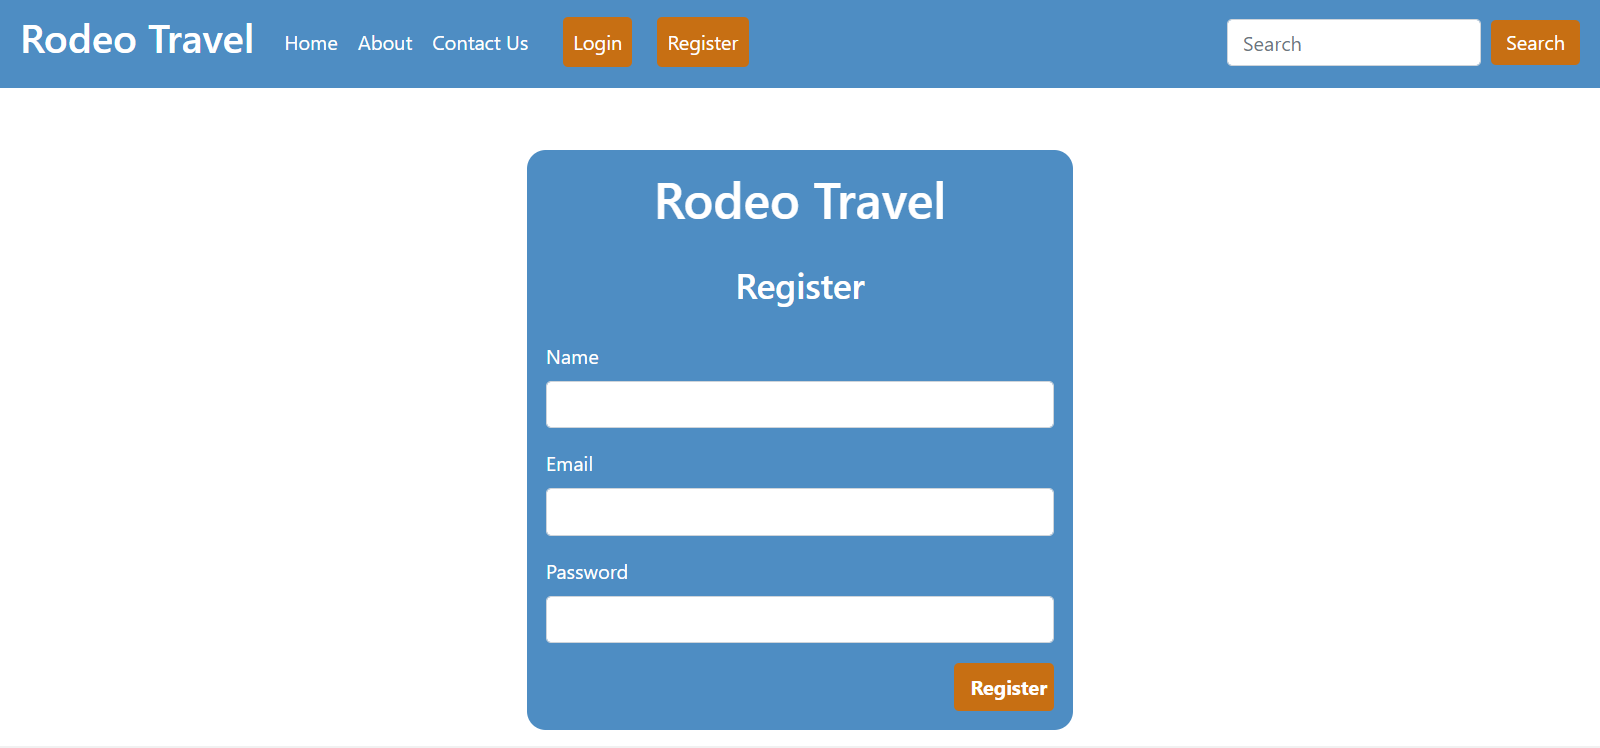 Rodeo Travel Home About Contact Us Login Register Search Search
Rodeo Travel
Register
Name
Email
Password
Register